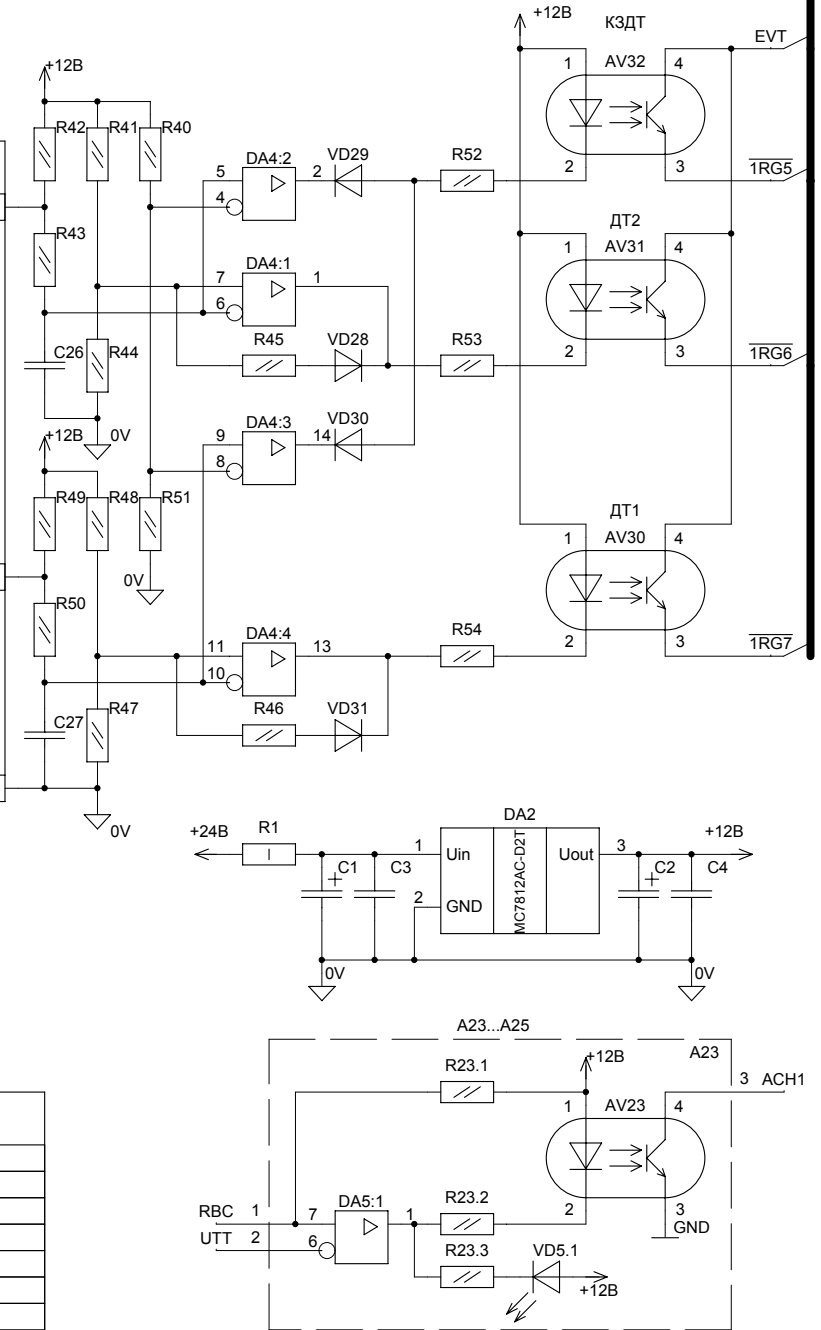 +12В КЗДТ
EVT
1 AV32 4
+12В
R42 R41 R40
DA4:2 VD29 R52
5 2
4
2 3 1RG5
ДТ2
1 AV31 4
R43
DA4:1
7 1
6
C26 R44 R45 VD28 R53
2 3 1RG6
+12В 0V
DA4:3 VD30
9 14
8
R49 R48 R51
ДТ1
1 AV30 4
0V
R50
DA4:4 R54
11 13
10
2 3 1RG7
C27 R47 R46 VD31
0V
+24В R1 DA2 +12В
1 Uin MC7812AC-D2T Uout 3
C1 C3 C2 C4
+ +
2 GND
0V 0V
A23...A25
A23
R23.1 +12В
3 ACH1
1 AV23 4
RBC 1 7 DA5:1 1 R23.2 2 3
UTT 2 6 GND
R23.3 VD5.1
+12В